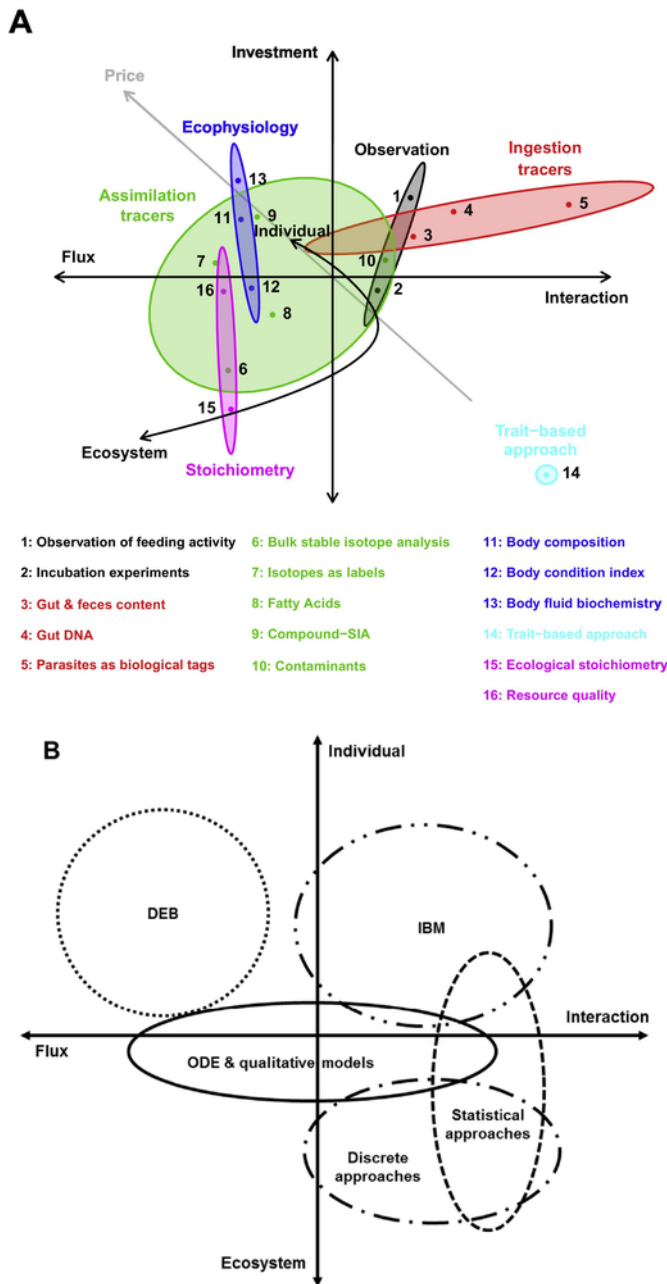 A
Investment
Price
Ecophysiology
Observation
Ingestion
tracers
13
Assimilation
tracers
1
4
5
11
9
Individual
3
Flux
7
10
Interaction
16
12
2
8
6
15
Ecosystem
Stoichiometry
Trait-based
approach
14
1: Observation of feeding activity
2: Incubation experiments
3: Gut & feces content
4: Gut DNA
5: Parasites as biological tags
6: Bulk stable isotope analysis
7: Isotopes as labels
8: Fatty Acids
9: Compound-SIA
10: Contaminants
11: Body composition
12: Body condition index
13: Body fluid biochemistry
14: Trait-based approach
15: Ecological stoichiometry
16: Resource quality
B
Individual
DEB
IBM
Interaction
Flux
ODE & qualitative models
Statistical
approaches
Discrete
approaches
Ecosystem